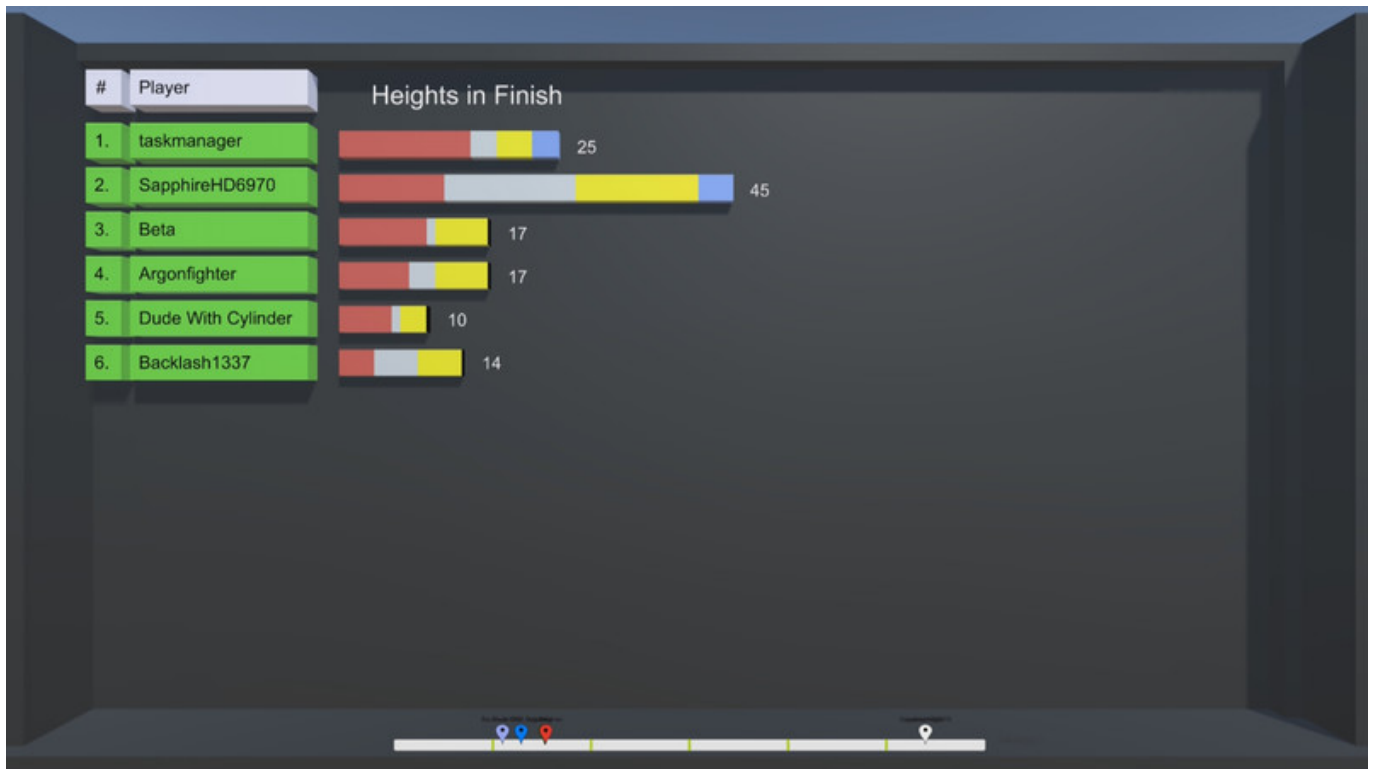 # Player
Heights in Finish
1. taskmanager 25
2. SapphireHD6970 45
3. Beta 17
4. Argonfighter 17
5. Dude With Cylinder 10
6. Backlash1337 14